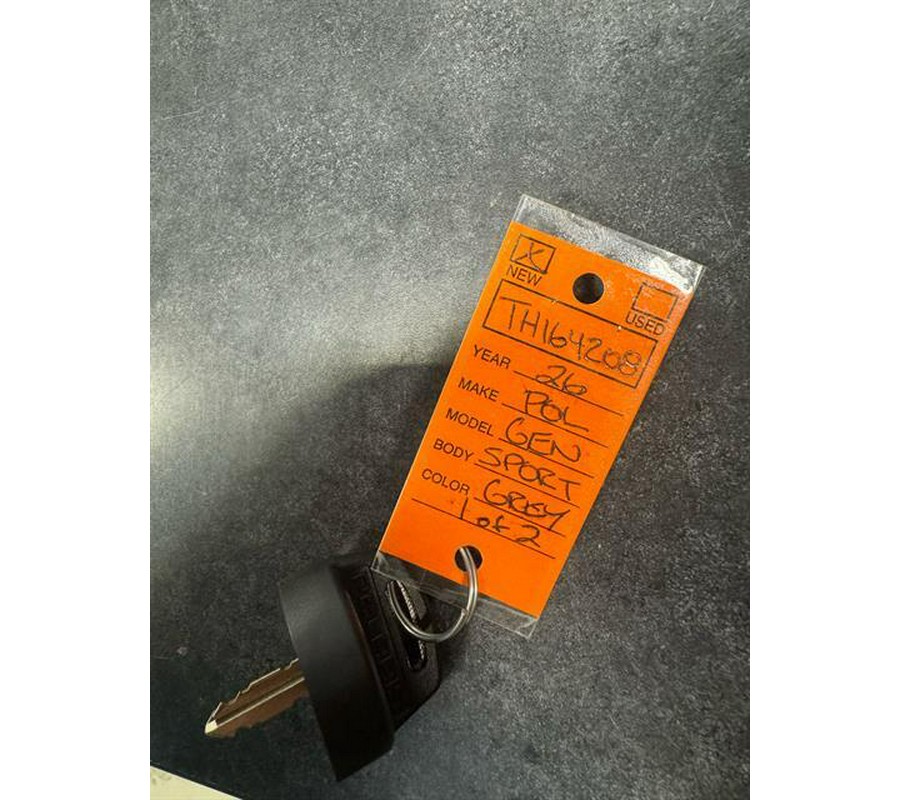 X
NEW
USED
TH164208
YEAR 26
MAKE POL
MODEL GEN
BODY SPORT
COLOR GREY
1 of 2